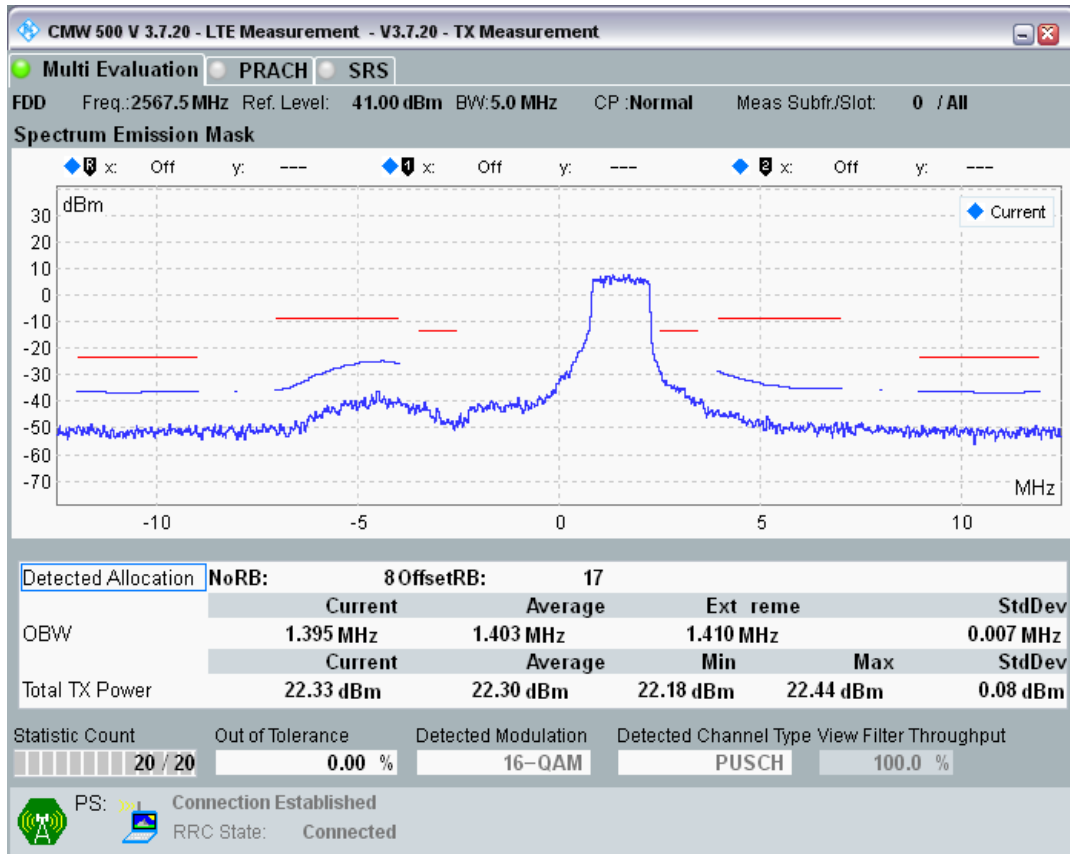 CMW 500 V 3.7.20 - LTE Measurement - V3.7.20 - TX Measurement
Multi Evaluation PRACH SRS
FDD Freq.:2567.5 MHz Ref. Level: 41.00 dBm BW:5.0 MHz CP :Normal Meas Subfr./Slot: 0 / All
Spectrum Emission Mask
R x: Off y: --- 1 x: Off y: --- 2 x: Off y: ---
dBm
Current
30
20
10
0
-10
-20
-30
-40
-50
-60
-70
MHz
-10 -5 0 5 10
Detected Allocation NoRB: 8 OffsetRB: 17
Current Average Ext reme StdDev
OBW 1.395 MHz 1.403 MHz 1.410 MHz 0.007 MHz
Current Average Min Max StdDev
Total TX Power 22.33 dBm 22.30 dBm 22.18 dBm 22.44 dBm 0.08 dBm
Statistic Count Out of Tolerance Detected Modulation Detected Channel Type View Filter Throughput
20 / 20 0.00 % 16-QAM PUSCH 100.0 %
PS: Connection Established
RRC State: Connected